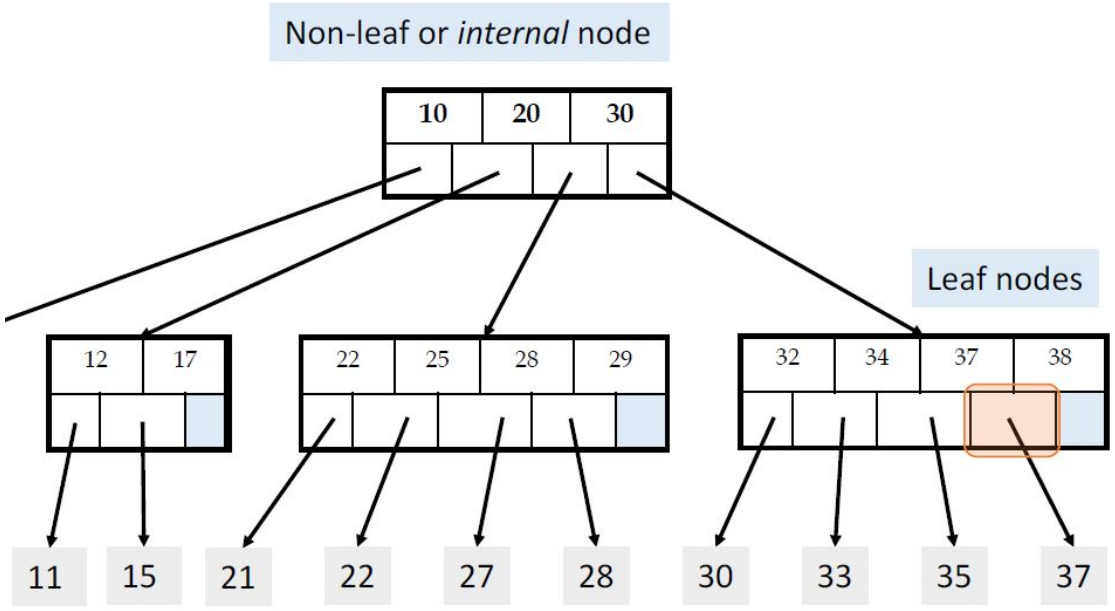 Non-leaf or internal node
10 20 30
Leaf nodes
12 17 22 25 28 29 32 34 37 38
11 15 21 22 27 28 30 33 35 37